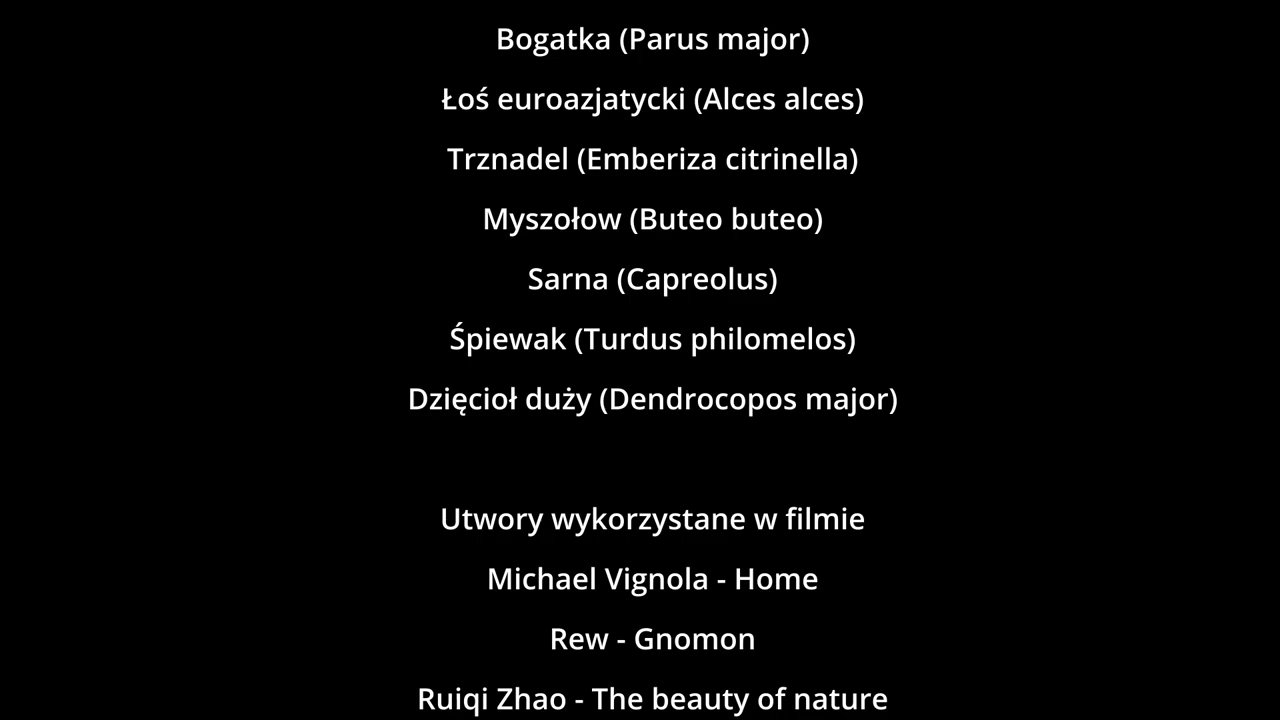 Bogatka (Parus major)
Łoś euroazjatycki (Alces alces)
Trznadel (Emberiza citrinella)
Myszołow (Buteo buteo)
Sarna (Capreolus)
Śpiewak (Turdus philomelos)
Dzięcioł duży (Dendrocopos major)
Utwory wykorzystane w filmie
Michael Vignola - Home
Rew - Gnomon
Ruiqi Zhao - The beauty of nature